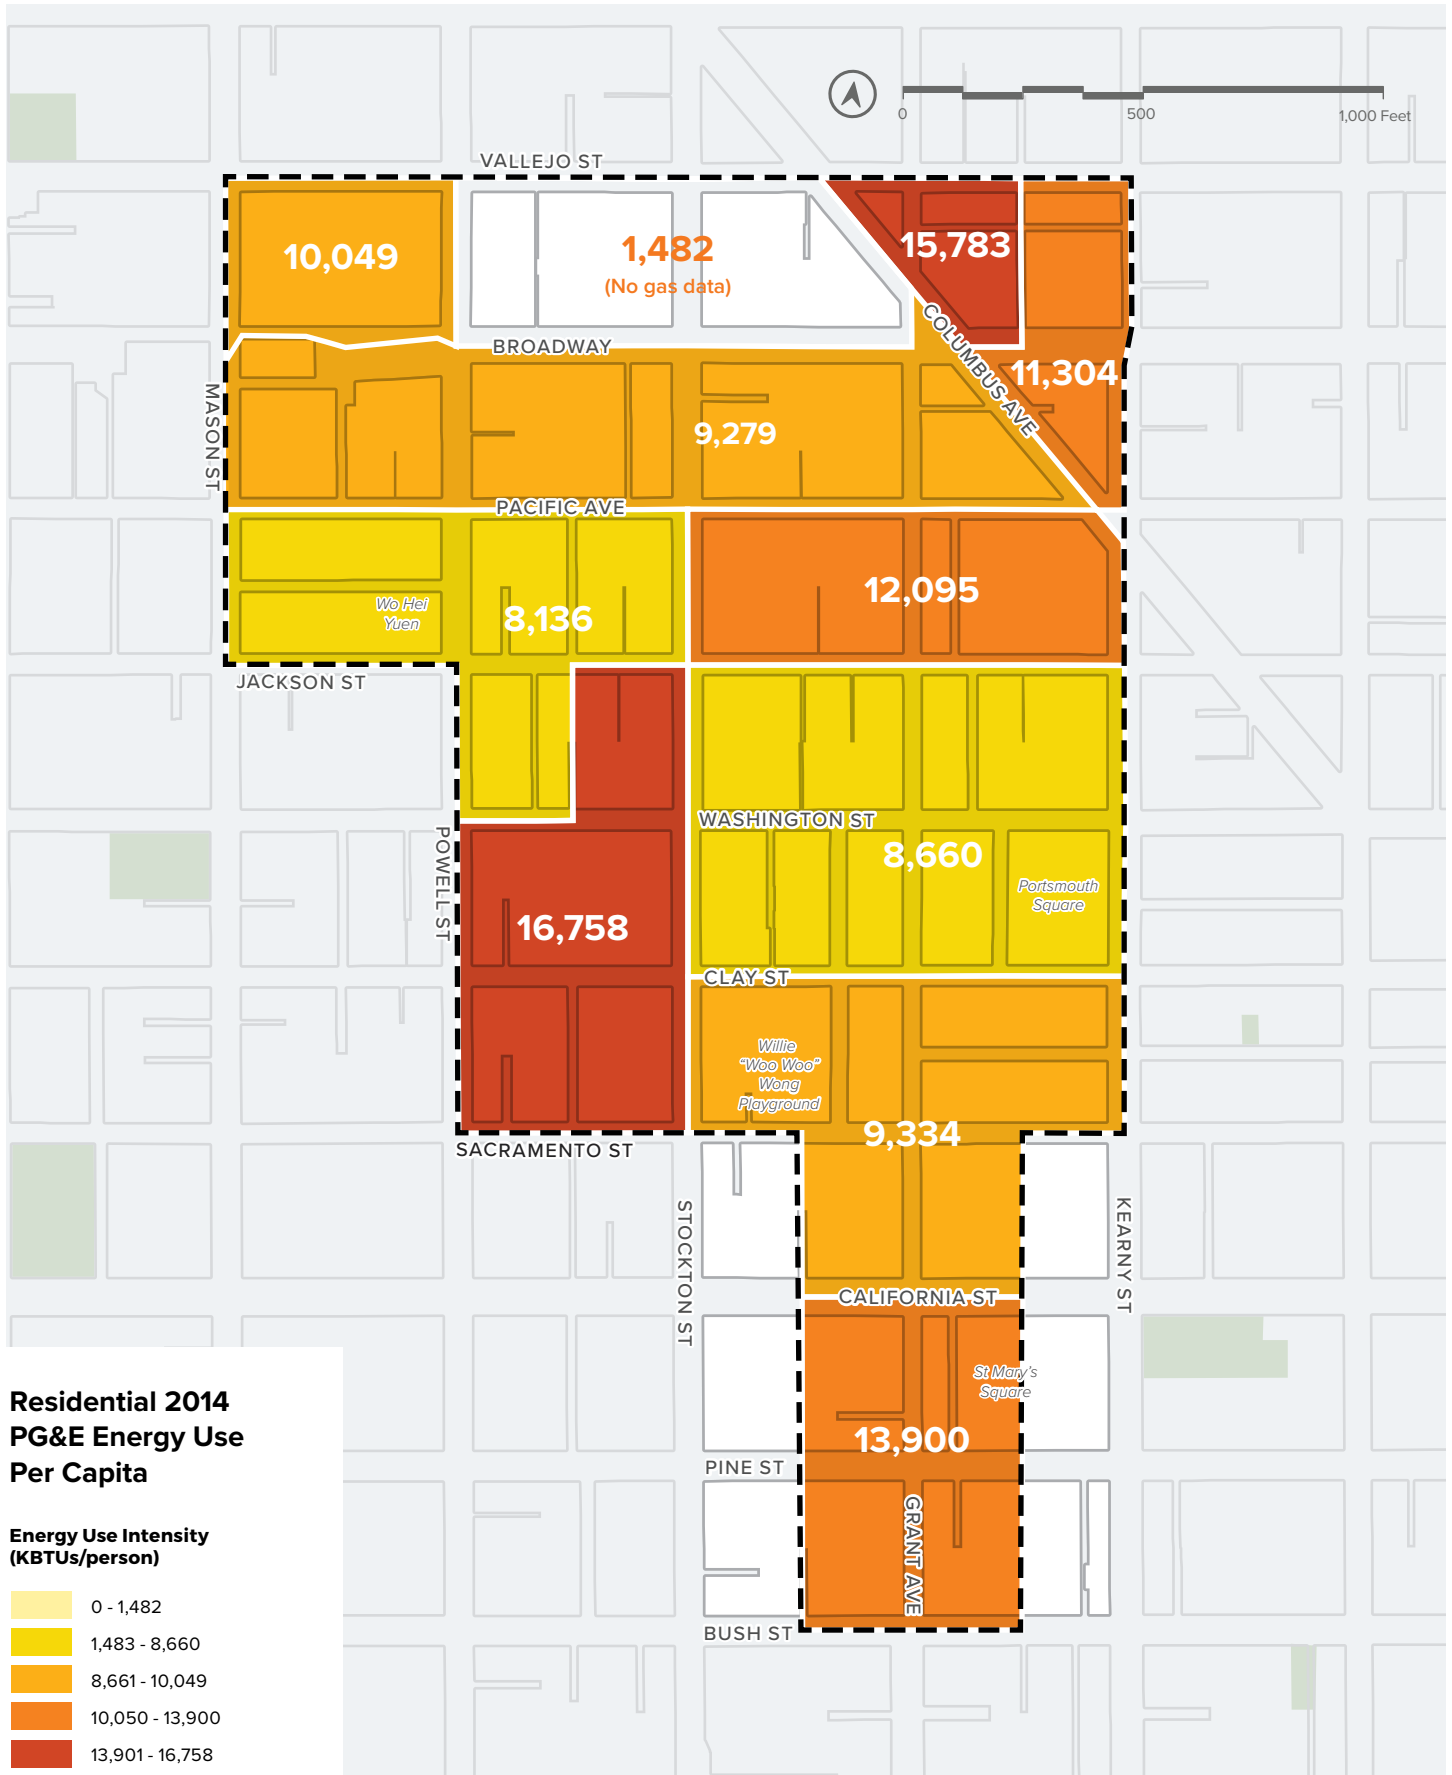 0
500
1,000 Feet
VALLEJO ST
10,049
1,482
(No gas data)
15,783
BROADWAY
COLUMBUS AVE
11,304
MASON ST
9,279
PACIFIC AVE
Wo Hei
Yuen
8,136
12,095
JACKSON ST
WASHINGTON ST
POWELL ST
8,660
Portsmouth
Square
16,758
CLAY ST
Willie
“Woo Woo”
Wong
Playground
9,334
SACRAMENTO ST
STOCKTON ST
KEARNY ST
CALIFORNIA ST
St Mary’s
Square
13,900
PINE ST
GRANT AVE
BUSH ST
Residential 2014
PG&E Energy Use
Per Capita
Energy Use Intensity
(KBTUs/person)
0 - 1,482
1,483 - 8,660
8,661 - 10,049
10,050 - 13,900
13,901 - 16,758